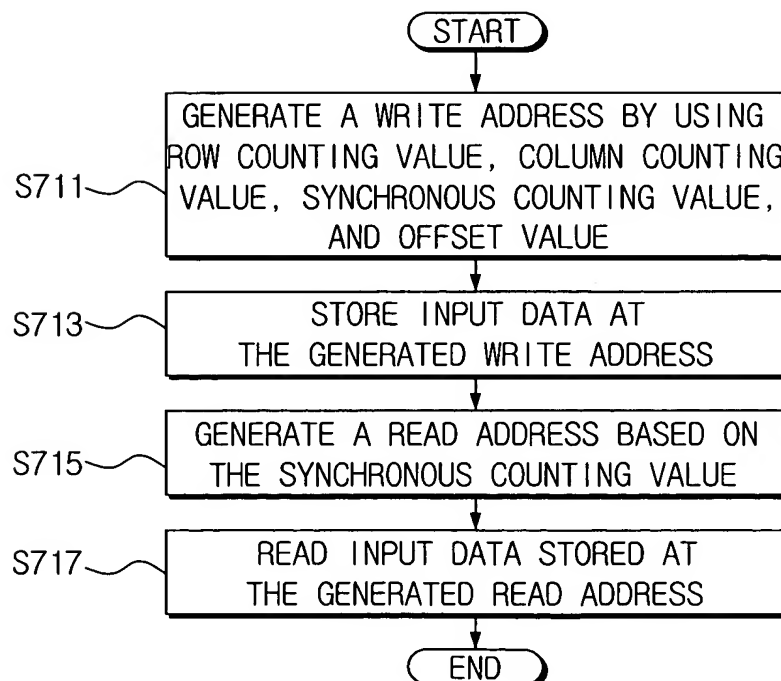 START
GENERATE A WRITE ADDRESS BY USING
ROW COUNTING VALUE, COLUMN COUNTING
S711
VALUE, SYNCHRONOUS COUNTING VALUE,
AND OFFSET VALUE
S713
STORE INPUT DATA AT
THE GENERATED WRITE ADDRESS
S715
GENERATE A READ ADDRESS BASED ON
THE SYNCHRONOUS COUNTING VALUE
S717
READ INPUT DATA STORED AT
THE GENERATED READ ADDRESS
END